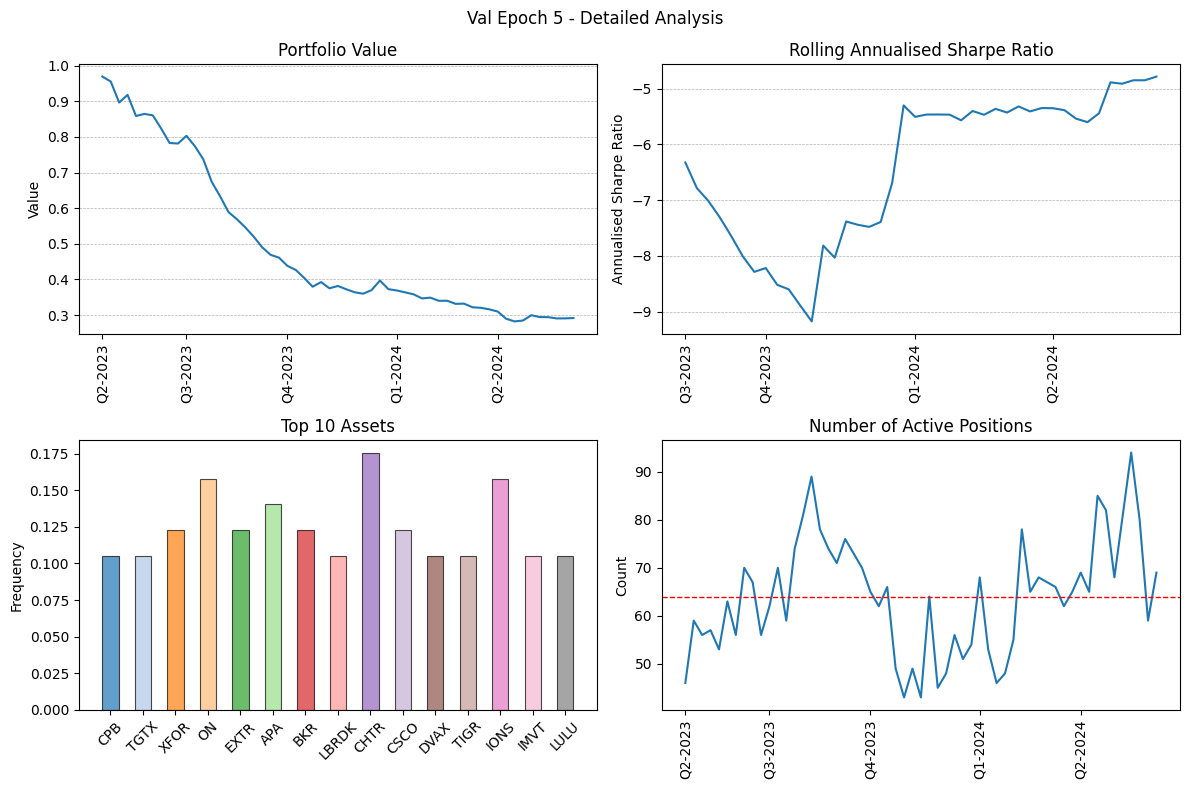 Val Epoch 5 - Detailed Analysis
Portfolio Value
Value
1.0
0.9
0.8
0.7
0.6
0.5
0.4
0.3
Q2-2023
Q3-2023
Q4-2023
Q1-2024
Q2-2024
Rolling Annualised Sharpe Ratio
Annualised Sharpe Ratio
−5
−6
−7
−8
−9
Q3-2023
Q4-2023
Q1-2024
Q2-2024
Top 10 Assets
Frequency
0.175
0.150
0.125
0.100
0.075
0.050
0.025
0.000
CPB
TGTX
XFOR
ON
EXTR
APA
BKR
LBRDK
CHTR
CSCO
DVAX
TIGR
IONS
IMVT
LULU
Number of Active Positions
Count
90
80
70
60
50
Q2-2023
Q3-2023
Q4-2023
Q1-2024
Q2-2024